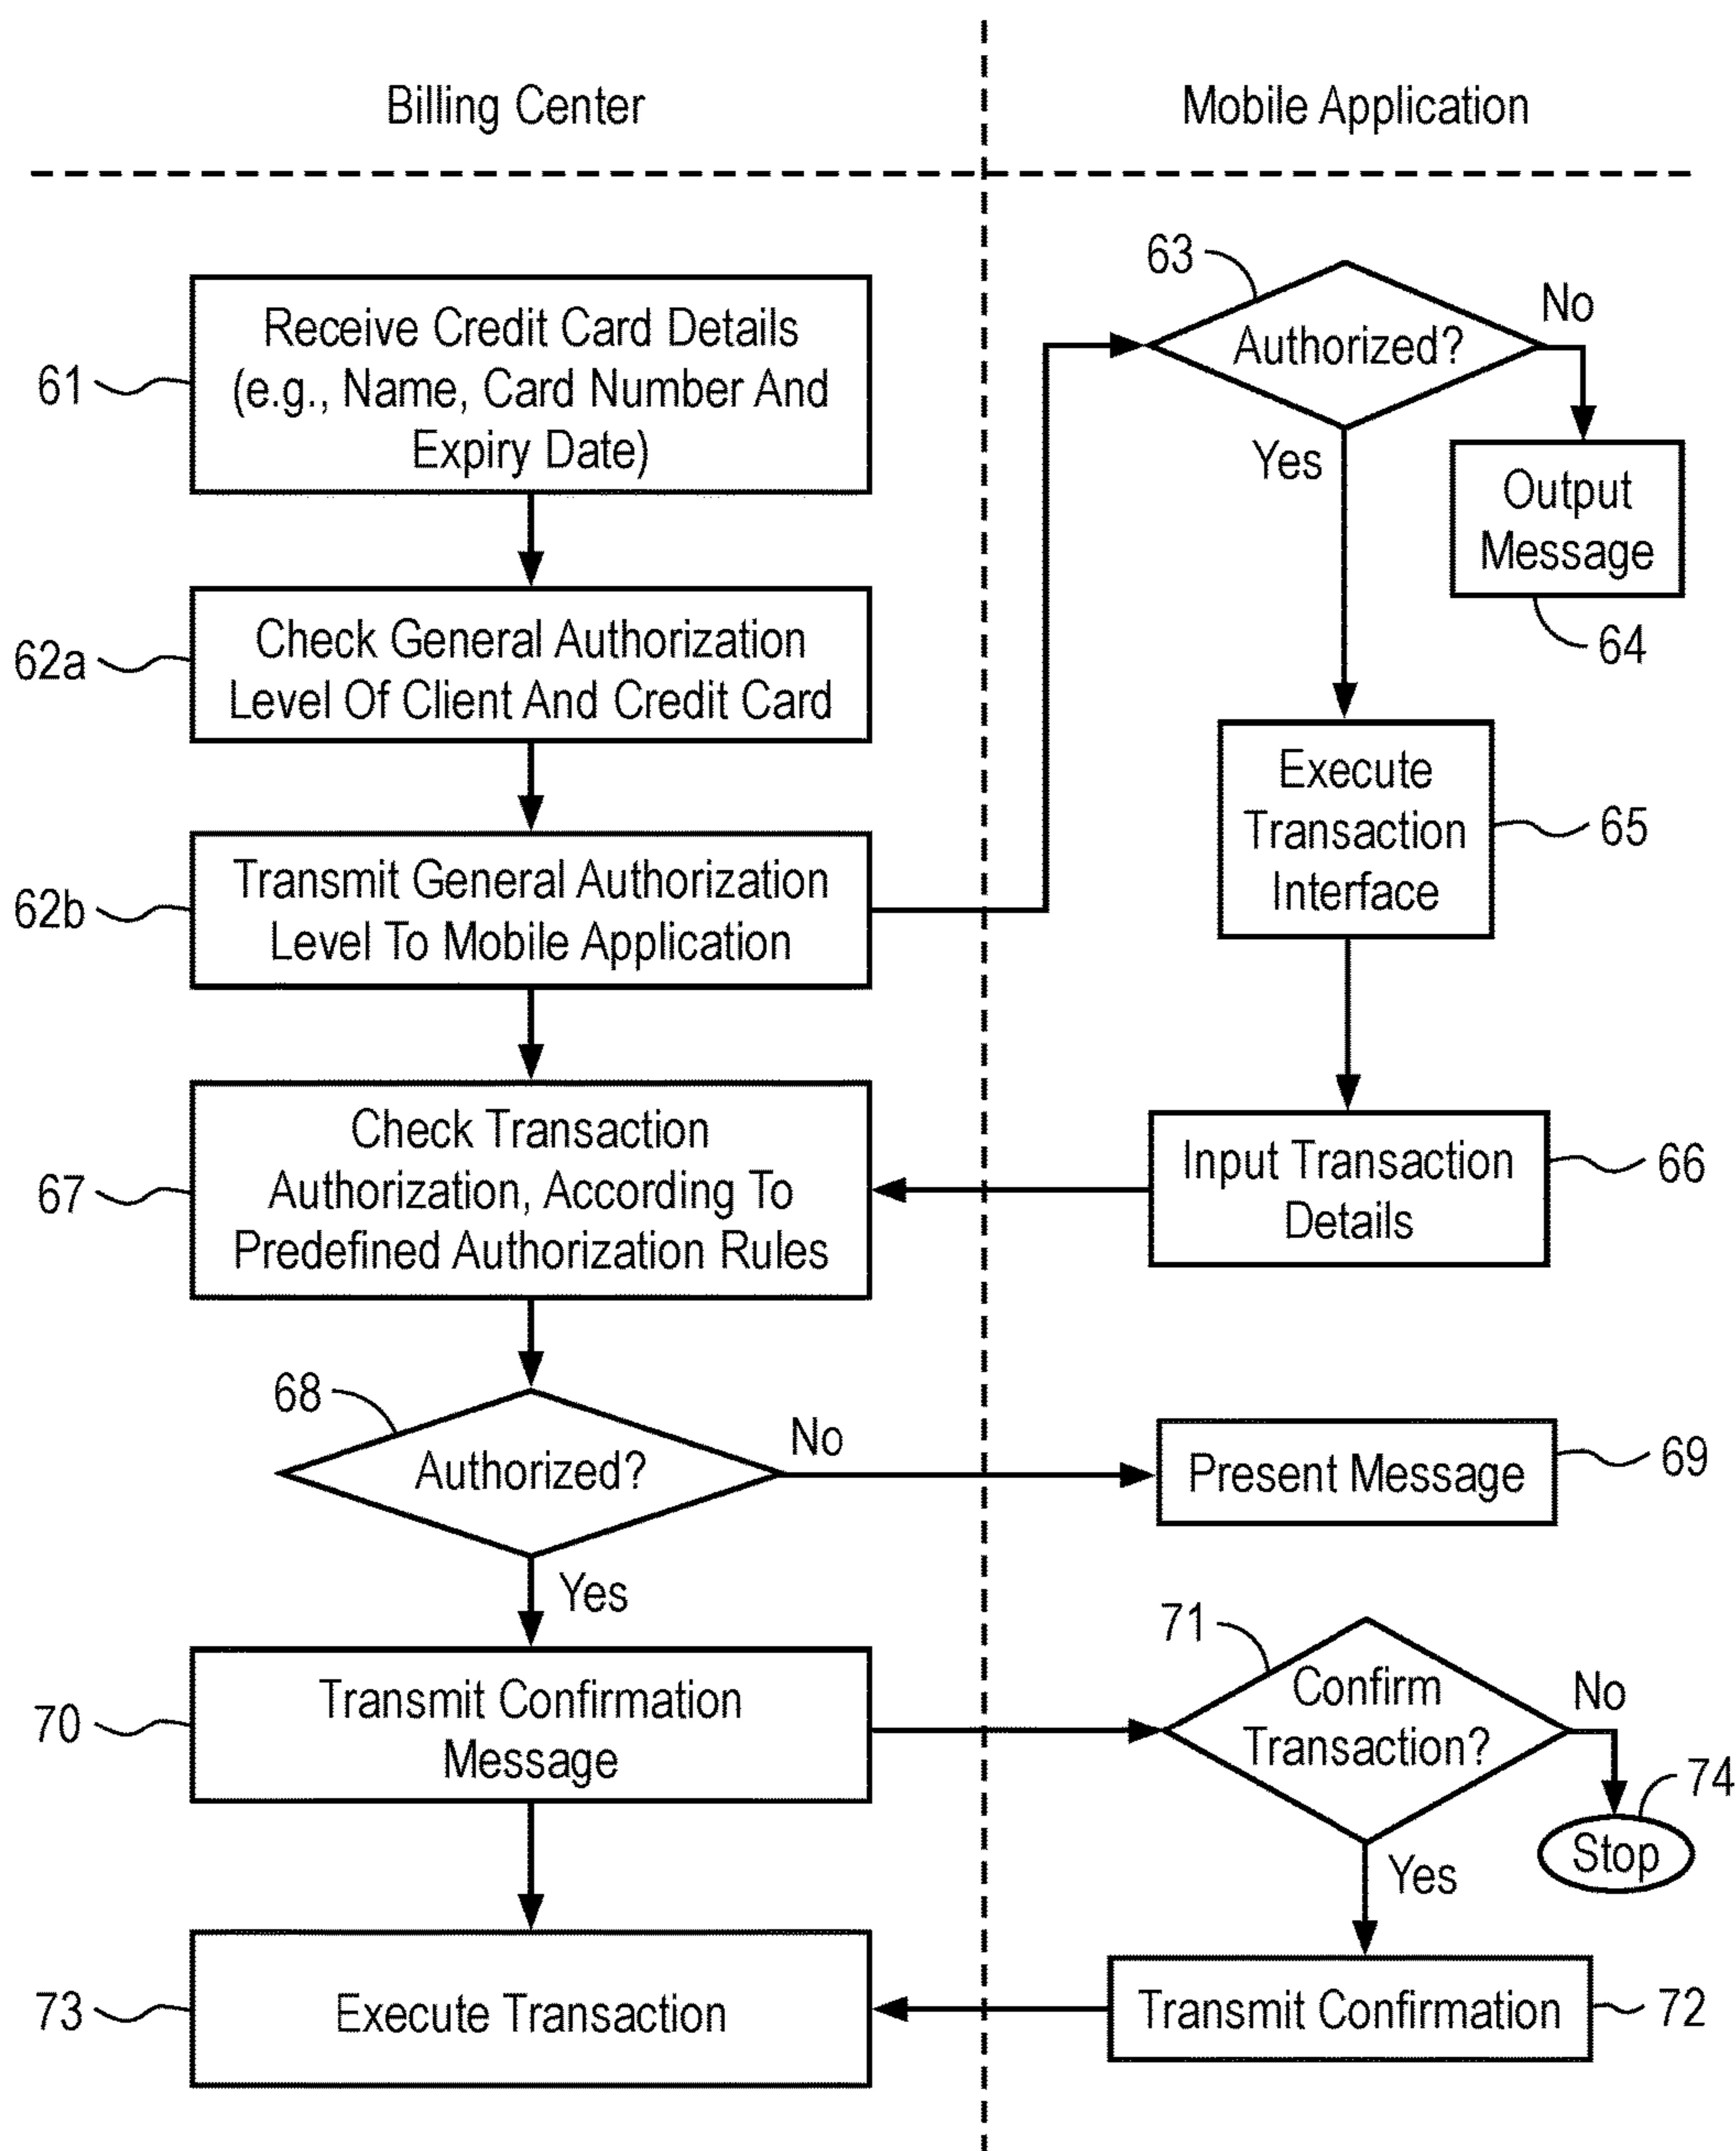 Billing Center
Mobile Application
61
Receive Credit Card Details
(e.g., Name, Card Number And
Expiry Date)
62a
Check General Authorization
Level Of Client And Credit Card
62b
Transmit General Authorization
Level To Mobile Application
63
Authorized?
No
Yes
Output
Message
64
Execute
Transaction
Interface
65
Input Transaction
Details
66
67
Check Transaction
Authorization, According To
Predefined Authorization Rules
68
Authorized?
No
Yes
Present Message
69
70
Transmit Confirmation
Message
71
Confirm
Transaction?
No
74
Stop
Yes
73
Execute Transaction
Transmit Confirmation
72